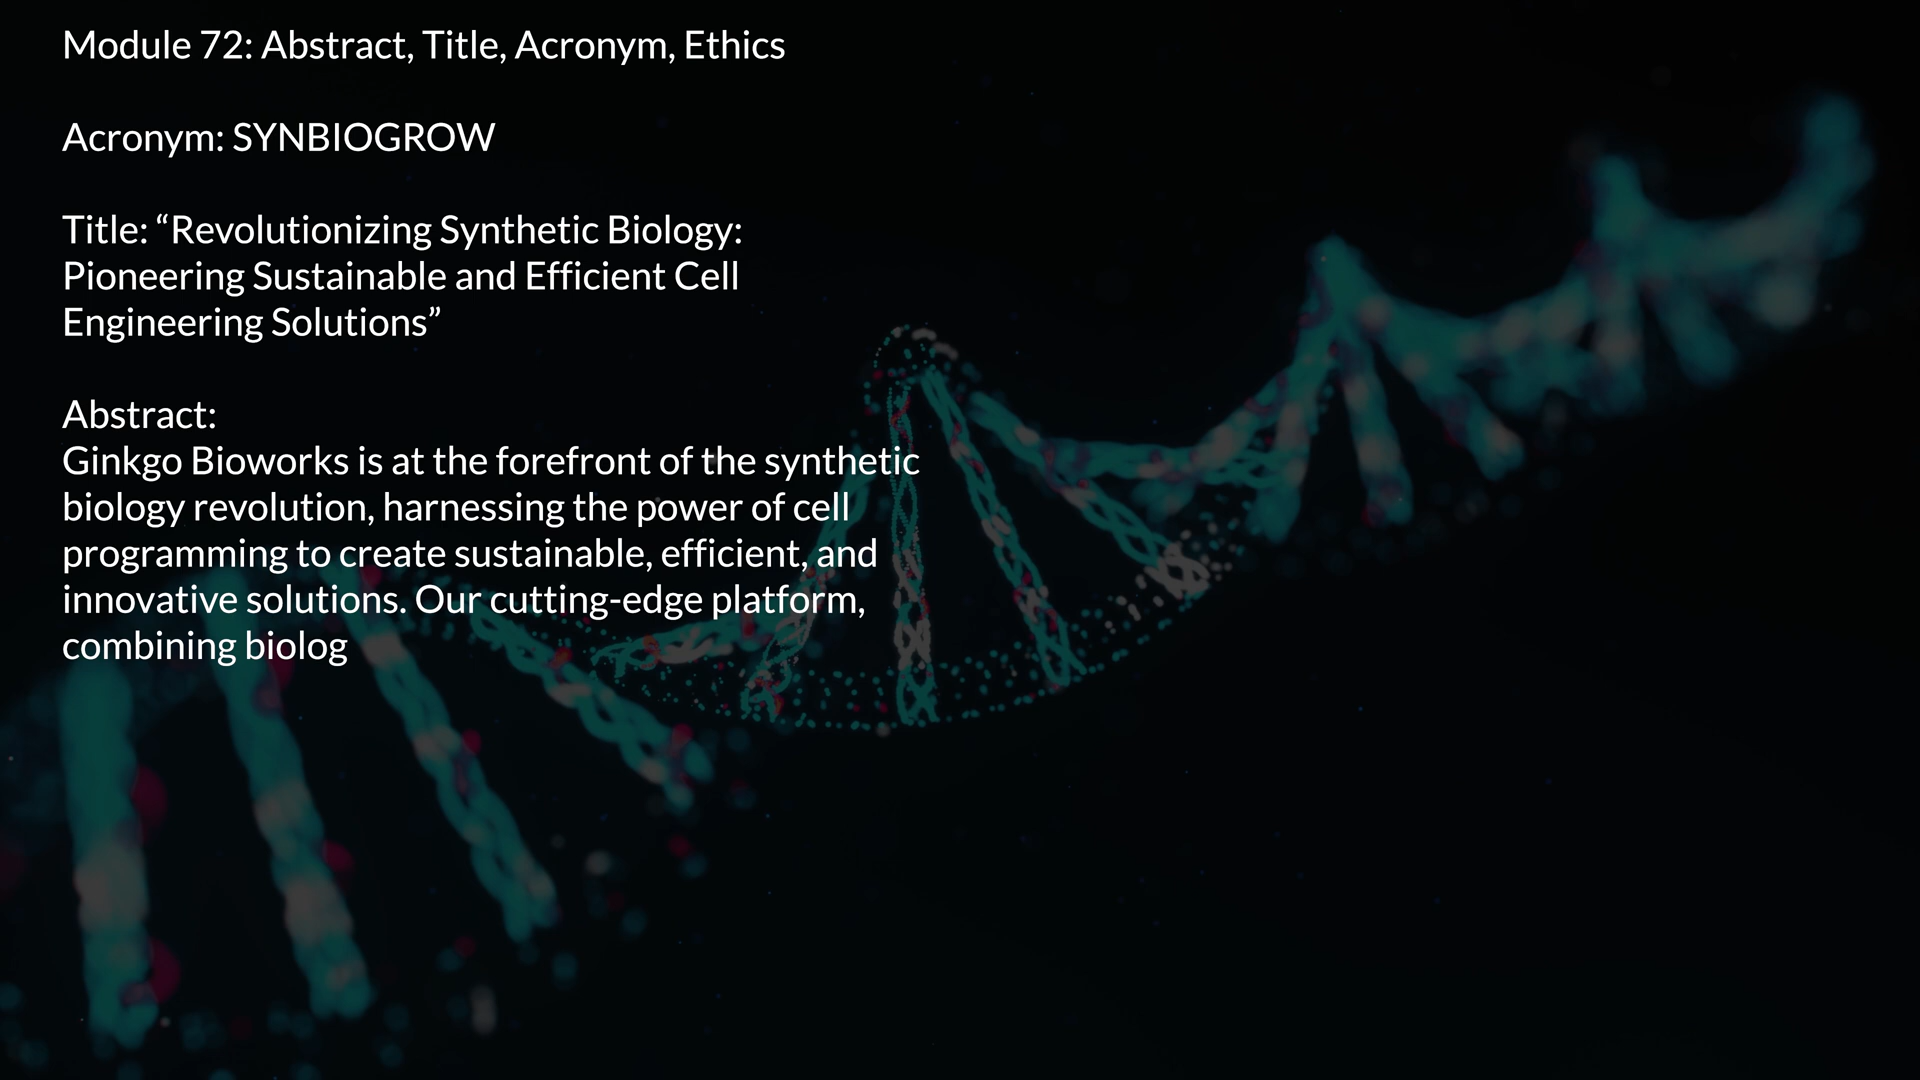 Module 72: Abstract, Title, Acronym, Ethics
Acronym: SYNBIOGROW
Title: “Revolutionizing Synthetic Biology:
Pioneering Sustainable and Efficient Cell
Engineering Solutions”
Abstract:
Ginkgo Bioworks is at the forefront of the synthetic
biology revolution, harnessing the power of cell
programming to create sustainable, efficient, and
innovative solutions. Our cutting-edge platform,
combining biolog